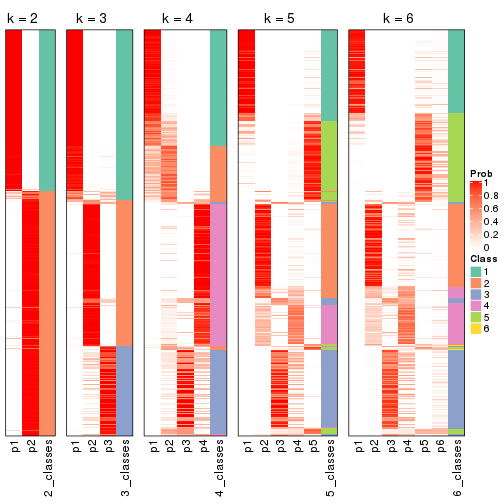 k = 2
k = 3
k = 4
k = 5
k = 6
Prob
1
0.8
0.6
0.4
0.2
0
Class
1
2
3
4
5
6
p1
p2
2_classes
p1
p2
p3
3_classes
p1
p2
p3
p4
4_classes
p1
p2
p3
p4
p5
5_classes
p1
p2
p3
p4
p5
p6
6_classes